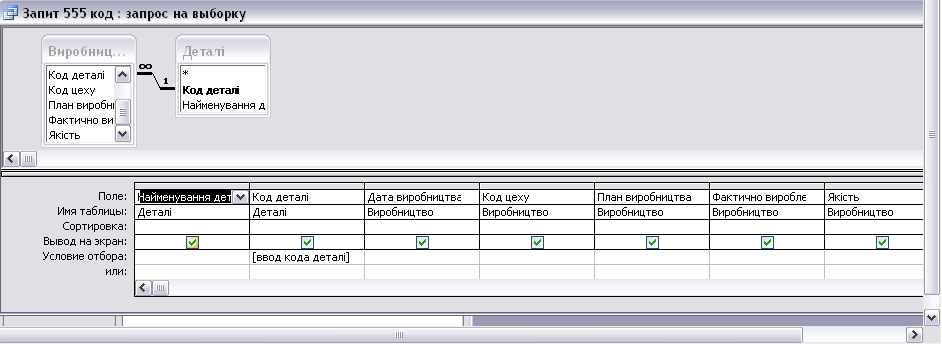 Запит 555 код : запрос на выборку
Виробниц...
Деталі
Код деталі
Код цеху
План виробни
Фактично ви
Якість
∞
1
*
Код деталі
Найменування д
Поле: Найменування дет Код деталі Дата виробництва Код цеху План виробництва Фактично виробле Якість
Имя таблицы: Деталі Деталі Виробництво Виробництво Виробництво Виробництво Виробництво
Сортировка:
Вывод на экран:
Условие отбора: [ввод кода деталі]
или: